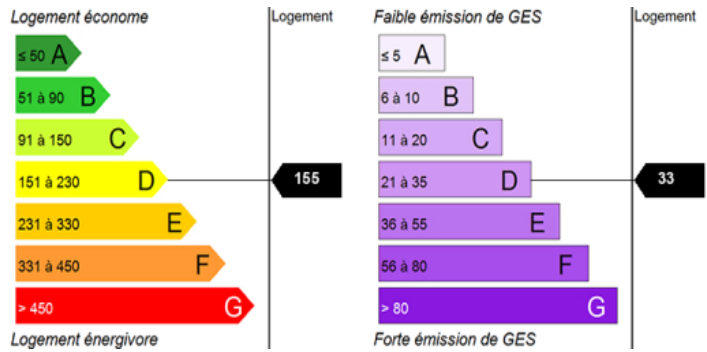 Logement économe
Logement
≤ 50 A
51 à 90 B
91 à 150 C
151 à 230 D
155
231 à 330 E
331 à 450 F
> 450 G
Logement énergivore
Faible émission de GES
Logement
≤ 5 A
6 à 10 B
11 à 20 C
21 à 35 D
33
36 à 55 E
56 à 80 F
> 80 G
Forte émission de GES